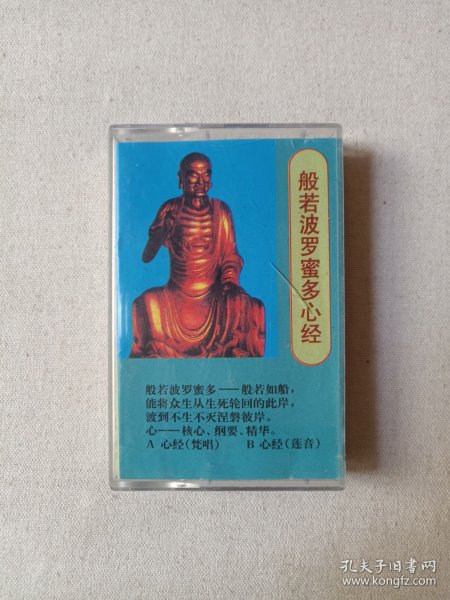 般若波罗蜜多心经
般若波罗蜜多——般若如船，
能将众生从生死轮回的此岸，
渡到不生不灭涅磐彼岸。
心——核心、纲要、精华。
A 心经（梵唱） B 心经（莲音）
孔夫子旧书网
www.kongfz.com